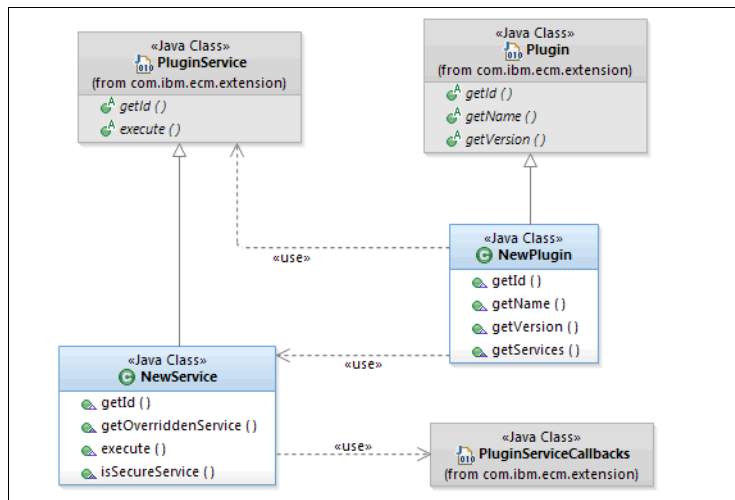 «Java Class»
PluginService
(from com.ibm.ecm.extension)
getId ( )
execute ( )
«Java Class»
Plugin
(from com.ibm.ecm.extension)
getId ( )
getName ( )
getVersion ( )
«use»
«Java Class»
NewPlugin
getId ( )
getName ( )
getVersion ( )
getServices ( )
«use»
«Java Class»
NewService
getId ( )
getOverriddenService ( )
execute ( )
isSecureService ( )
«use»
«Java Class»
PluginServiceCallbacks
(from com.ibm.ecm.extension)